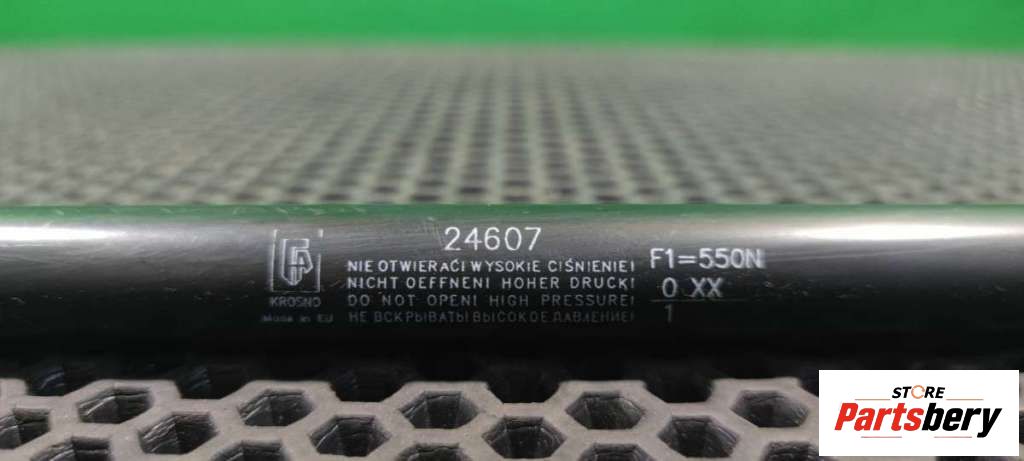 24607
NIE OTWIERAĆ! WYSOKIE CIŚNIENIE!
NICHT OEFFNEN! HOHER DRUCK!
DO NOT OPEN! HIGH PRESSURE!
НЕ ВСКРЫВАТЬ! ВЫСОКОЕ ДАВЛЕНИЕ!
KROSNO
Made in EU
F1=550N
0 XX
1
STORE
Partsbery